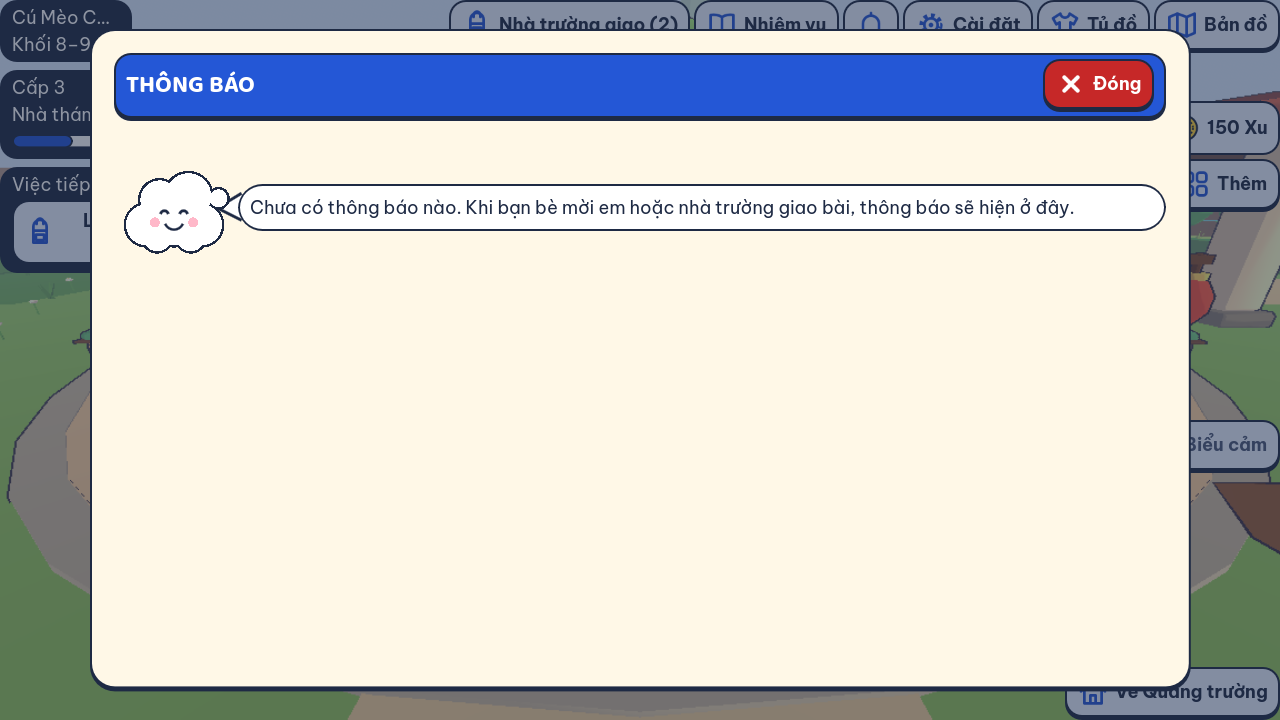 Cú Mèo C...
Khối 8-9
Nhà trường giao (2)
Nhiệm vụ
Cài đặt
Tủ đồ
Bản đồ
THÔNG BÁO
Đóng
Cấp 3
Nhà thán
150 Xu
Việc tiếp
Thêm
L
Chưa có thông báo nào. Khi bạn bè mời em hoặc nhà trường giao bài, thông báo sẽ hiện ở đây.
Biểu cảm
Về Quảng trường